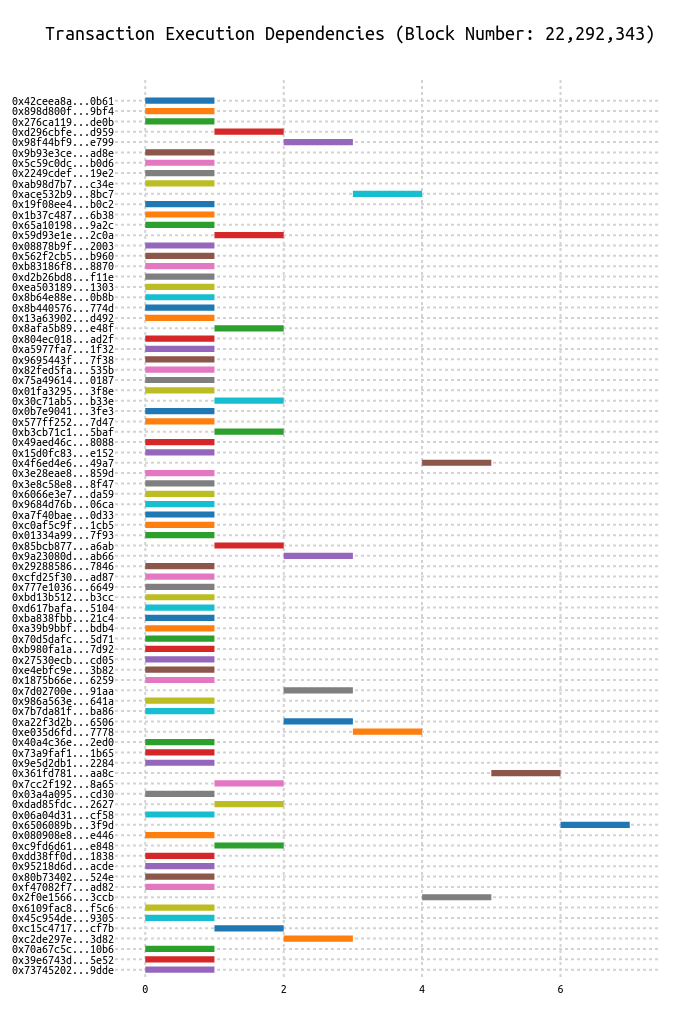 Transaction Execution Dependencies (Block Number: 22,292,343)
0x42ceea8a...0b61
0x898d800f...9bf4
0x276ca119...de0b
0xd296cbfe...d959
0x98f44bf9...e799
0x9b93e3ce...ad8e
0x5c59c0dc...b0d6
0x2249cdef...19e2
0xab98d7b7...c34e
0xace532b9...8bc7
0x19f08ee4...b0c2
0x1b37c487...6b38
0x65a10198...9a2c
0x59d93e1e...2c0a
0x08878b9f...2003
0x562f2cb5...b960
0xb83186f8...8870
0xd2b26bd8...f11e
0xea503189...1303
0x8b64e88e...0b8b
0x8b440576...774d
0x13a63902...d492
0x8afa5b89...e48f
0x804ec018...ad2f
0xa5977fa7...1f32
0x9695443f...7f38
0x82fed5fa...535b
0x75a49614...0187
0x01fa3295...3f8e
0x30c71ab5...b33e
0x0b7e9041...3fe3
0x577ff252...7d47
0xb3cb71c1...5baf
0x49aed46c...8088
0x15d0fc83...e152
0x4f6ed4e6...49a7
0x3e28eae8...859d
0x3e8c58e8...8f47
0x6066e3e7...da59
0x9684d76b...06ca
0xa7f40bae...0d33
0xc0af5c9f...1cb5
0x01334a99...7f93
0x85bcb877...a6ab
0x9a23080d...ab66
0x29288586...7846
0xcfd25f30...ad87
0x777e1036...6649
0xbd13b512...b3cc
0xd617bafa...5104
0xba838fbb...21c4
0xa39b9bbf...bdb4
0x70d5dafc...5d71
0xb980fa1a...7d92
0x27530ecb...cd05
0xe4ebfc9e...3b82
0x1875b66e...6259
0x7d02700e...91aa
0x986a563e...641a
0x7b7da81f...ba86
0xa22f3d2b...6506
0xe035d6fd...7778
0x40a4c36e...2ed0
0x73a9faf1...1b65
0x9e5d2db1...2284
0x361fd781...aa8c
0x7cc2f192...8a65
0x03a4a095...cd30
0xdad85fdc...2627
0x06a04d31...cf58
0x6506089b...3f9d
0x080908e8...e446
0xc9fd6d61...e848
0xdd38ff0d...1838
0x95218d6d...acde
0x80b73402...524e
0xf47082f7...ad82
0x2f0e1566...3ccb
0x6109fac8...f5c6
0x45c954de...9305
0xc15c4717...cf7b
0xc2de297e...3d82
0x70a67c5c...10b6
0x39e6743d...5e52
0x73745202...9dde
0 2 4 6